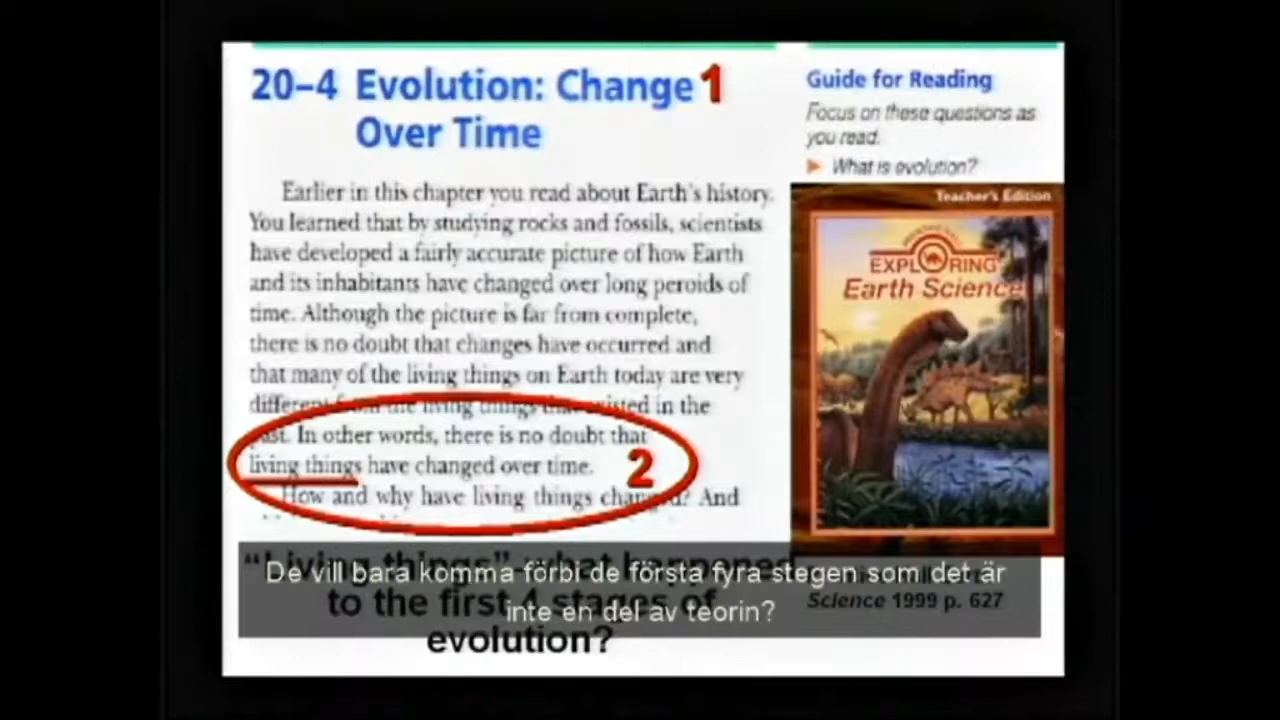 20–4 Evolution: Change 1
Over Time
Earlier in this chapter you read about Earth's history.
You learned that by studying rocks and fossils, scientists
have developed a fairly accurate picture of how Earth
and its inhabitants have changed over long peroids of
time. Although the picture is far from complete,
there is no doubt that changes have occurred and
that many of the living things on Earth today are very
different from the living things that existed in the
past. In other words, there is no doubt that
living things have changed over time. 2
How and why have living things changed? And
Guide for Reading
Focus on these questions as
you read.
► What is evolution?
Teacher's Edition
EXPLORING
Earth Science
"Living things"–what happened
to the first 4 stages of
evolution?
Science 1999 p. 627
De vill bara komma förbi de första fyra stegen som det är
inte en del av teorin?